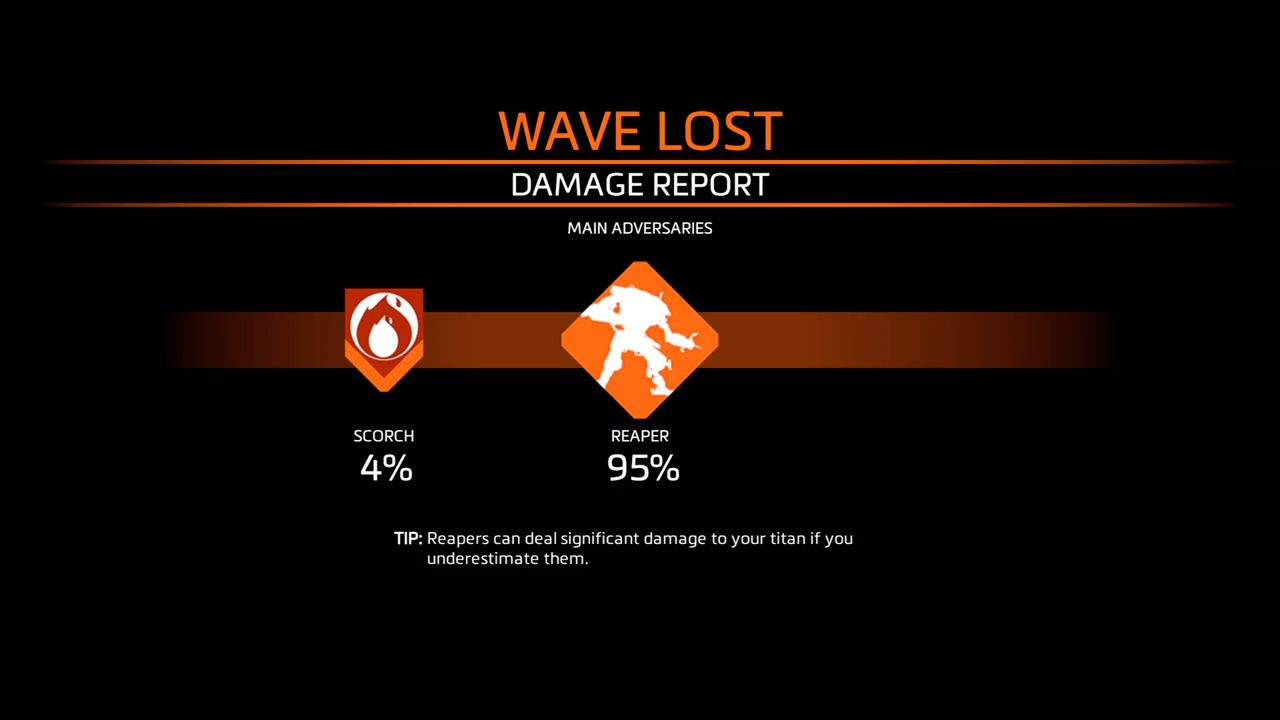 WAVE LOST
DAMAGE REPORT
MAIN ADVERSARIES
SCORCH
REAPER
4%
95%
TIP: Reapers can deal significant damage to your titan if you
underestimate them.